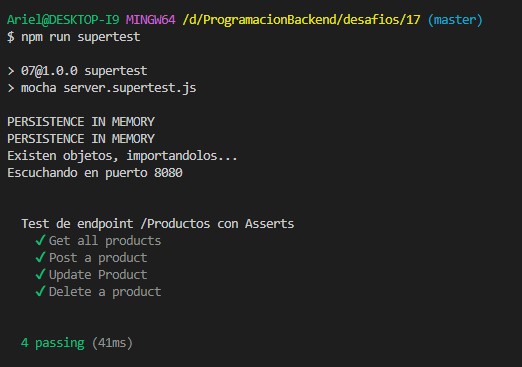 Ariel@DESKTOP-I9 MINGW64 /d/ProgramacionBackend/desafios/17 (master)
$ npm run supertest
> 07@1.0.0 supertest
> mocha server.supertest.js
PERSISTENCE IN MEMORY
PERSISTENCE IN MEMORY
Existen objetos, importandolos...
Escuchando en puerto 8080
Test de endpoint /Productos con Asserts
✓ Get all products
✓ Post a product
✓ Update Product
✓ Delete a product
4 passing (41ms)